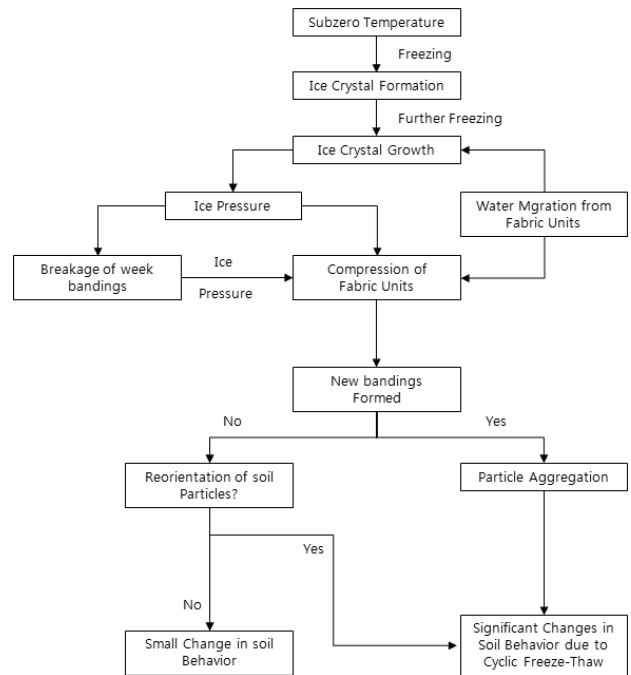 Subzero Temperature
Freezing
Ice Crystal Formation
Further Freezing
Ice Crystal Growth
Ice Pressure
Water Mgration from
Fabric Units
Breakage of week
bandings
Ice
Pressure
Compression of
Fabric Units
New bandings
Formed
No
Yes
Reorientation of soil
Particles?
Particle Aggregation
Yes
No
Small Change in soil
Behavior
Significant Changes in
Soil Behavior due to
Cyclic Freeze-Thaw